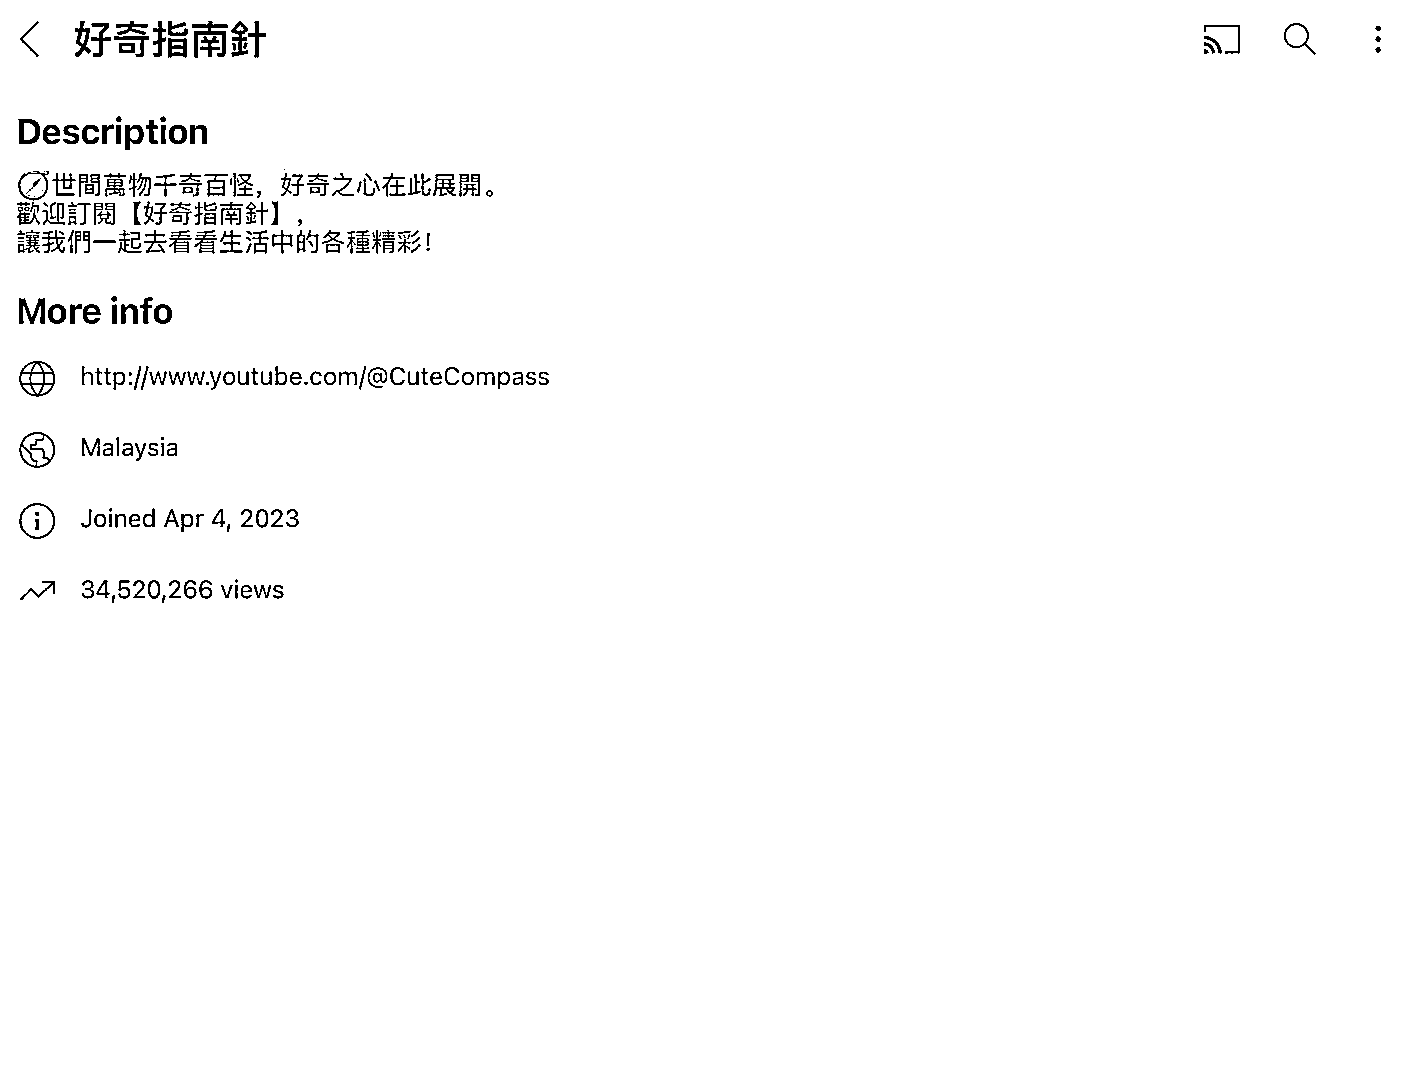 好奇指南針
Description
🧭世間萬物千奇百怪，好奇之心在此展開。
歡迎訂閱【好奇指南針】，
讓我們一起去看看生活中的各種精彩！
More info
http://www.youtube.com/@CuteCompass
Malaysia
Joined Apr 4, 2023
34,520,266 views